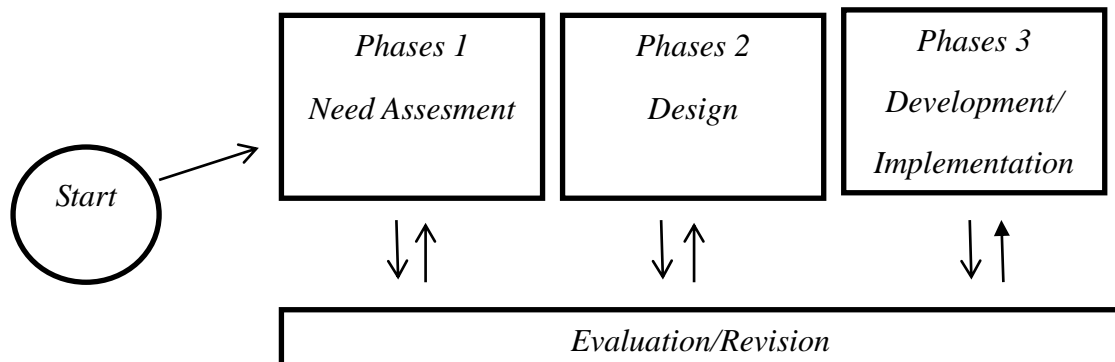 Start
Phases 1
Need Assesment
Phases 2
Design
Phases 3
Development/
Implementation
Evaluation/Revision